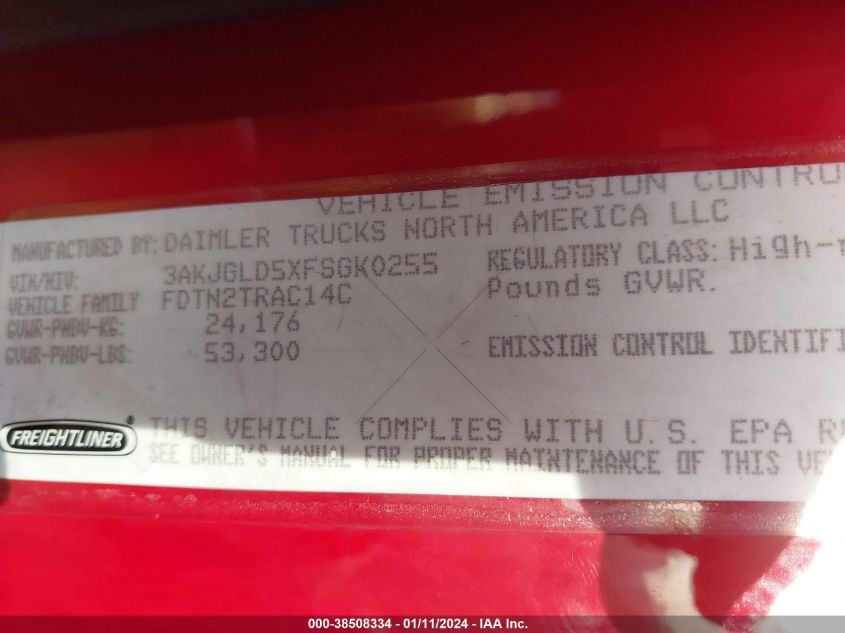 VEHICLE EMISSION CONTRO
MANUFACTURED BY: DAIMLER TRUCKS NORTH AMERICA LLC
VIN/NIV: 3AKJGLD5XFSGK0255 REGULATORY CLASS: High-
VEHICLE FAMILY FDTN2TRAC14C Pounds GVWR.
GVWR-PNBV-KG: 24,176
GVWR-PNBV-LBS: 53,300 EMISSION CONTROL IDENTIFI
FREIGHTLINER® THIS VEHICLE COMPLIES WITH U.S. EPA R
SEE OWNER'S MANUAL FOR PROPER MAINTENANCE OF THIS VE
000-38508334 - 01/11/2024 - IAA Inc.